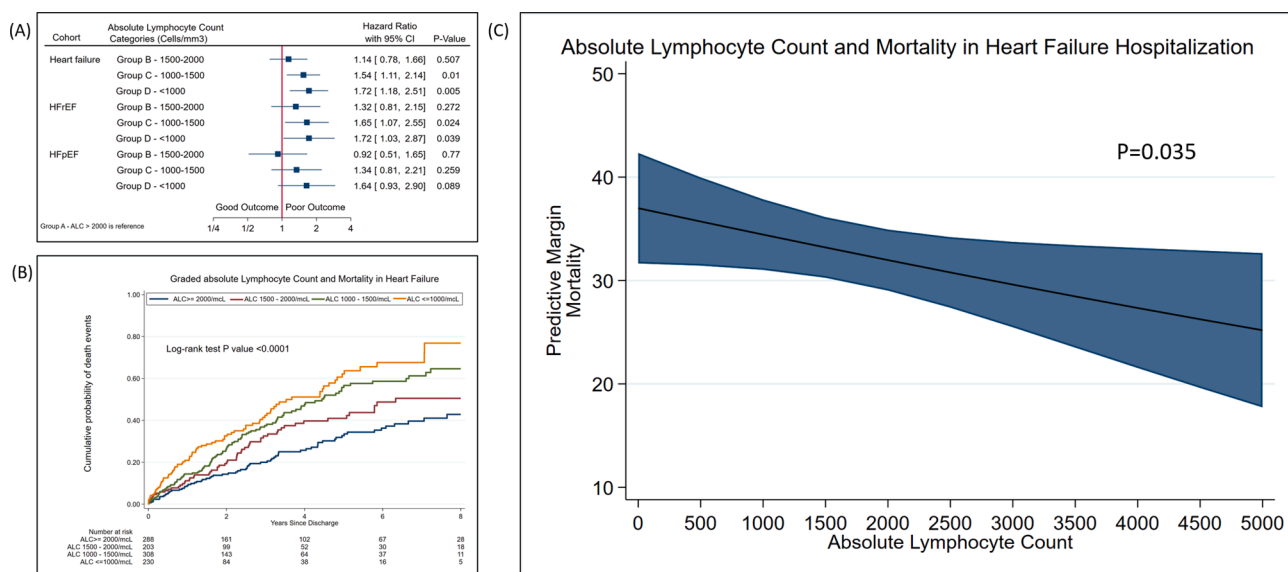 (A)
Absolute Lymphocyte Count Hazard Ratio
Cohort Categories (Cells/mm3) with 95% CI P-Value
Heart failure Group B - 1500-2000 1.14 [ 0.78, 1.66] 0.507
Group C - 1000-1500 1.54 [ 1.11, 2.14] 0.01
Group D - <1000 1.72 [ 1.18, 2.51] 0.005
HFrEF Group B - 1500-2000 1.32 [ 0.81, 2.15] 0.272
Group C - 1000-1500 1.65 [ 1.07, 2.55] 0.024
Group D - <1000 1.72 [ 1.03, 2.87] 0.039
HFpEF Group B - 1500-2000 0.92 [ 0.51, 1.65] 0.77
Group C - 1000-1500 1.34 [ 0.81, 2.21] 0.259
Group D - <1000 1.64 [ 0.93, 2.90] 0.089
Good Outcome Poor Outcome
Group A - ALC > 2000 is reference
1/4 1/2 1 2 4
(B)
Graded absolute Lymphocyte Count and Mortality in Heart Failure
ALC>= 2000/mcL ALC 1500 - 2000/mcL ALC 1000 - 1500/mcL ALC <=1000/mcL
Log-rank test P value <0.0001
Cumulative probability of death events
1.00
0.80
0.60
0.40
0.20
0.00
0 2 4 6 8
Years Since Discharge
Number at risk
ALC>= 2000/mcL 288 161 102 67 28
ALC 1500 - 2000/mcL 203 99 52 30 18
ALC 1000 - 1500/mcL 308 143 64 37 11
ALC <=1000/mcL 230 84 38 16 5
(C)
Absolute Lymphocyte Count and Mortality in Heart Failure Hospitalization
P=0.035
Predictive Margin
Mortality
50
40
30
20
10
0 500 1000 1500 2000 2500 3000 3500 4000 4500 5000
Absolute Lymphocyte Count